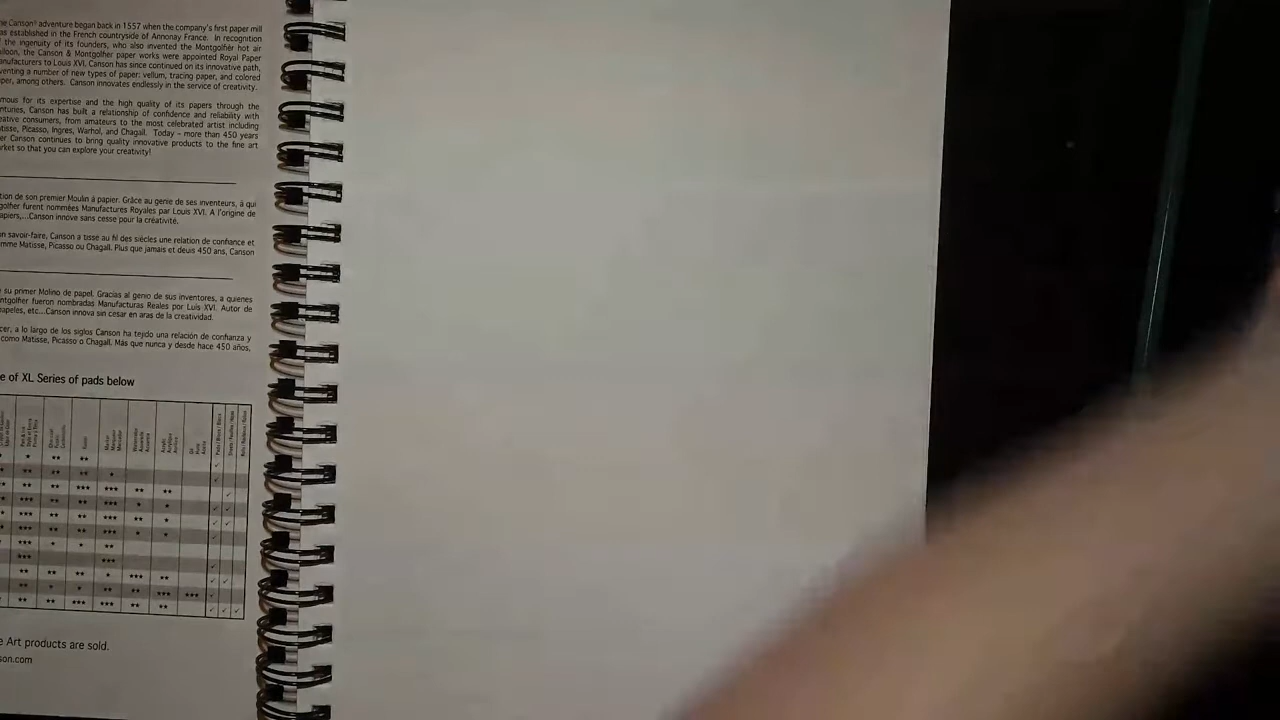 Canson® adventure began back in 1557 when the company's first paper mill
as established in the French countryside of Annonay France. In recognition
the ingenuity of its founders, who also invented the Montgolfier hot air
lloon, the Canson & Montgolfier paper works were appointed Royal Paper
anufacturers to Louis XVI. Canson has since continued on its innovative path,
venting a number of new types of paper: vellum, tracing paper, and colored
per, among others. Canson innovates endlessly in the service of creativity.
mous for its expertise and the high quality of its papers through the
nturies, Canson has built a relationship of confidence and reliability with
eative consumers, from amateurs to the most celebrated artist including
atisse, Picasso, Ingres, Warhol, and Chagall. Today – more than 450 years
er Canson continues to bring quality innovative products to the fine art
rket so that you can explore your creativity!
tion de son premier Moulin à papier. Grâce au génie de ses inventeurs, à qui
golfier furent nommées Manufactures Royales par Louis XVI. A l'origine de
apiers,...Canson innove sans cesse pour la créativité.
n savoir-faire, Canson a tissé au fil des siècles une relation de confiance et
mme Matisse, Picasso ou Chagall. Plus que jamais et deuis 450 ans, Canson
su primer Molino de papel. Gracias al genio de sus inventores, a quienes
ntgolfier fueron nombradas Manufacturas Reales por Luis XVI. Autor de
papeles, etc...Canson innova sin cesar en aras de la creatividad.
cer, a lo largo de los siglos Canson ha tejido una relación de confianza y
como Matisse, Picasso o Chagall. Más que nunca y desde hace 450 años,
e of XL Series of pads below
e Art products are sold.
son.com